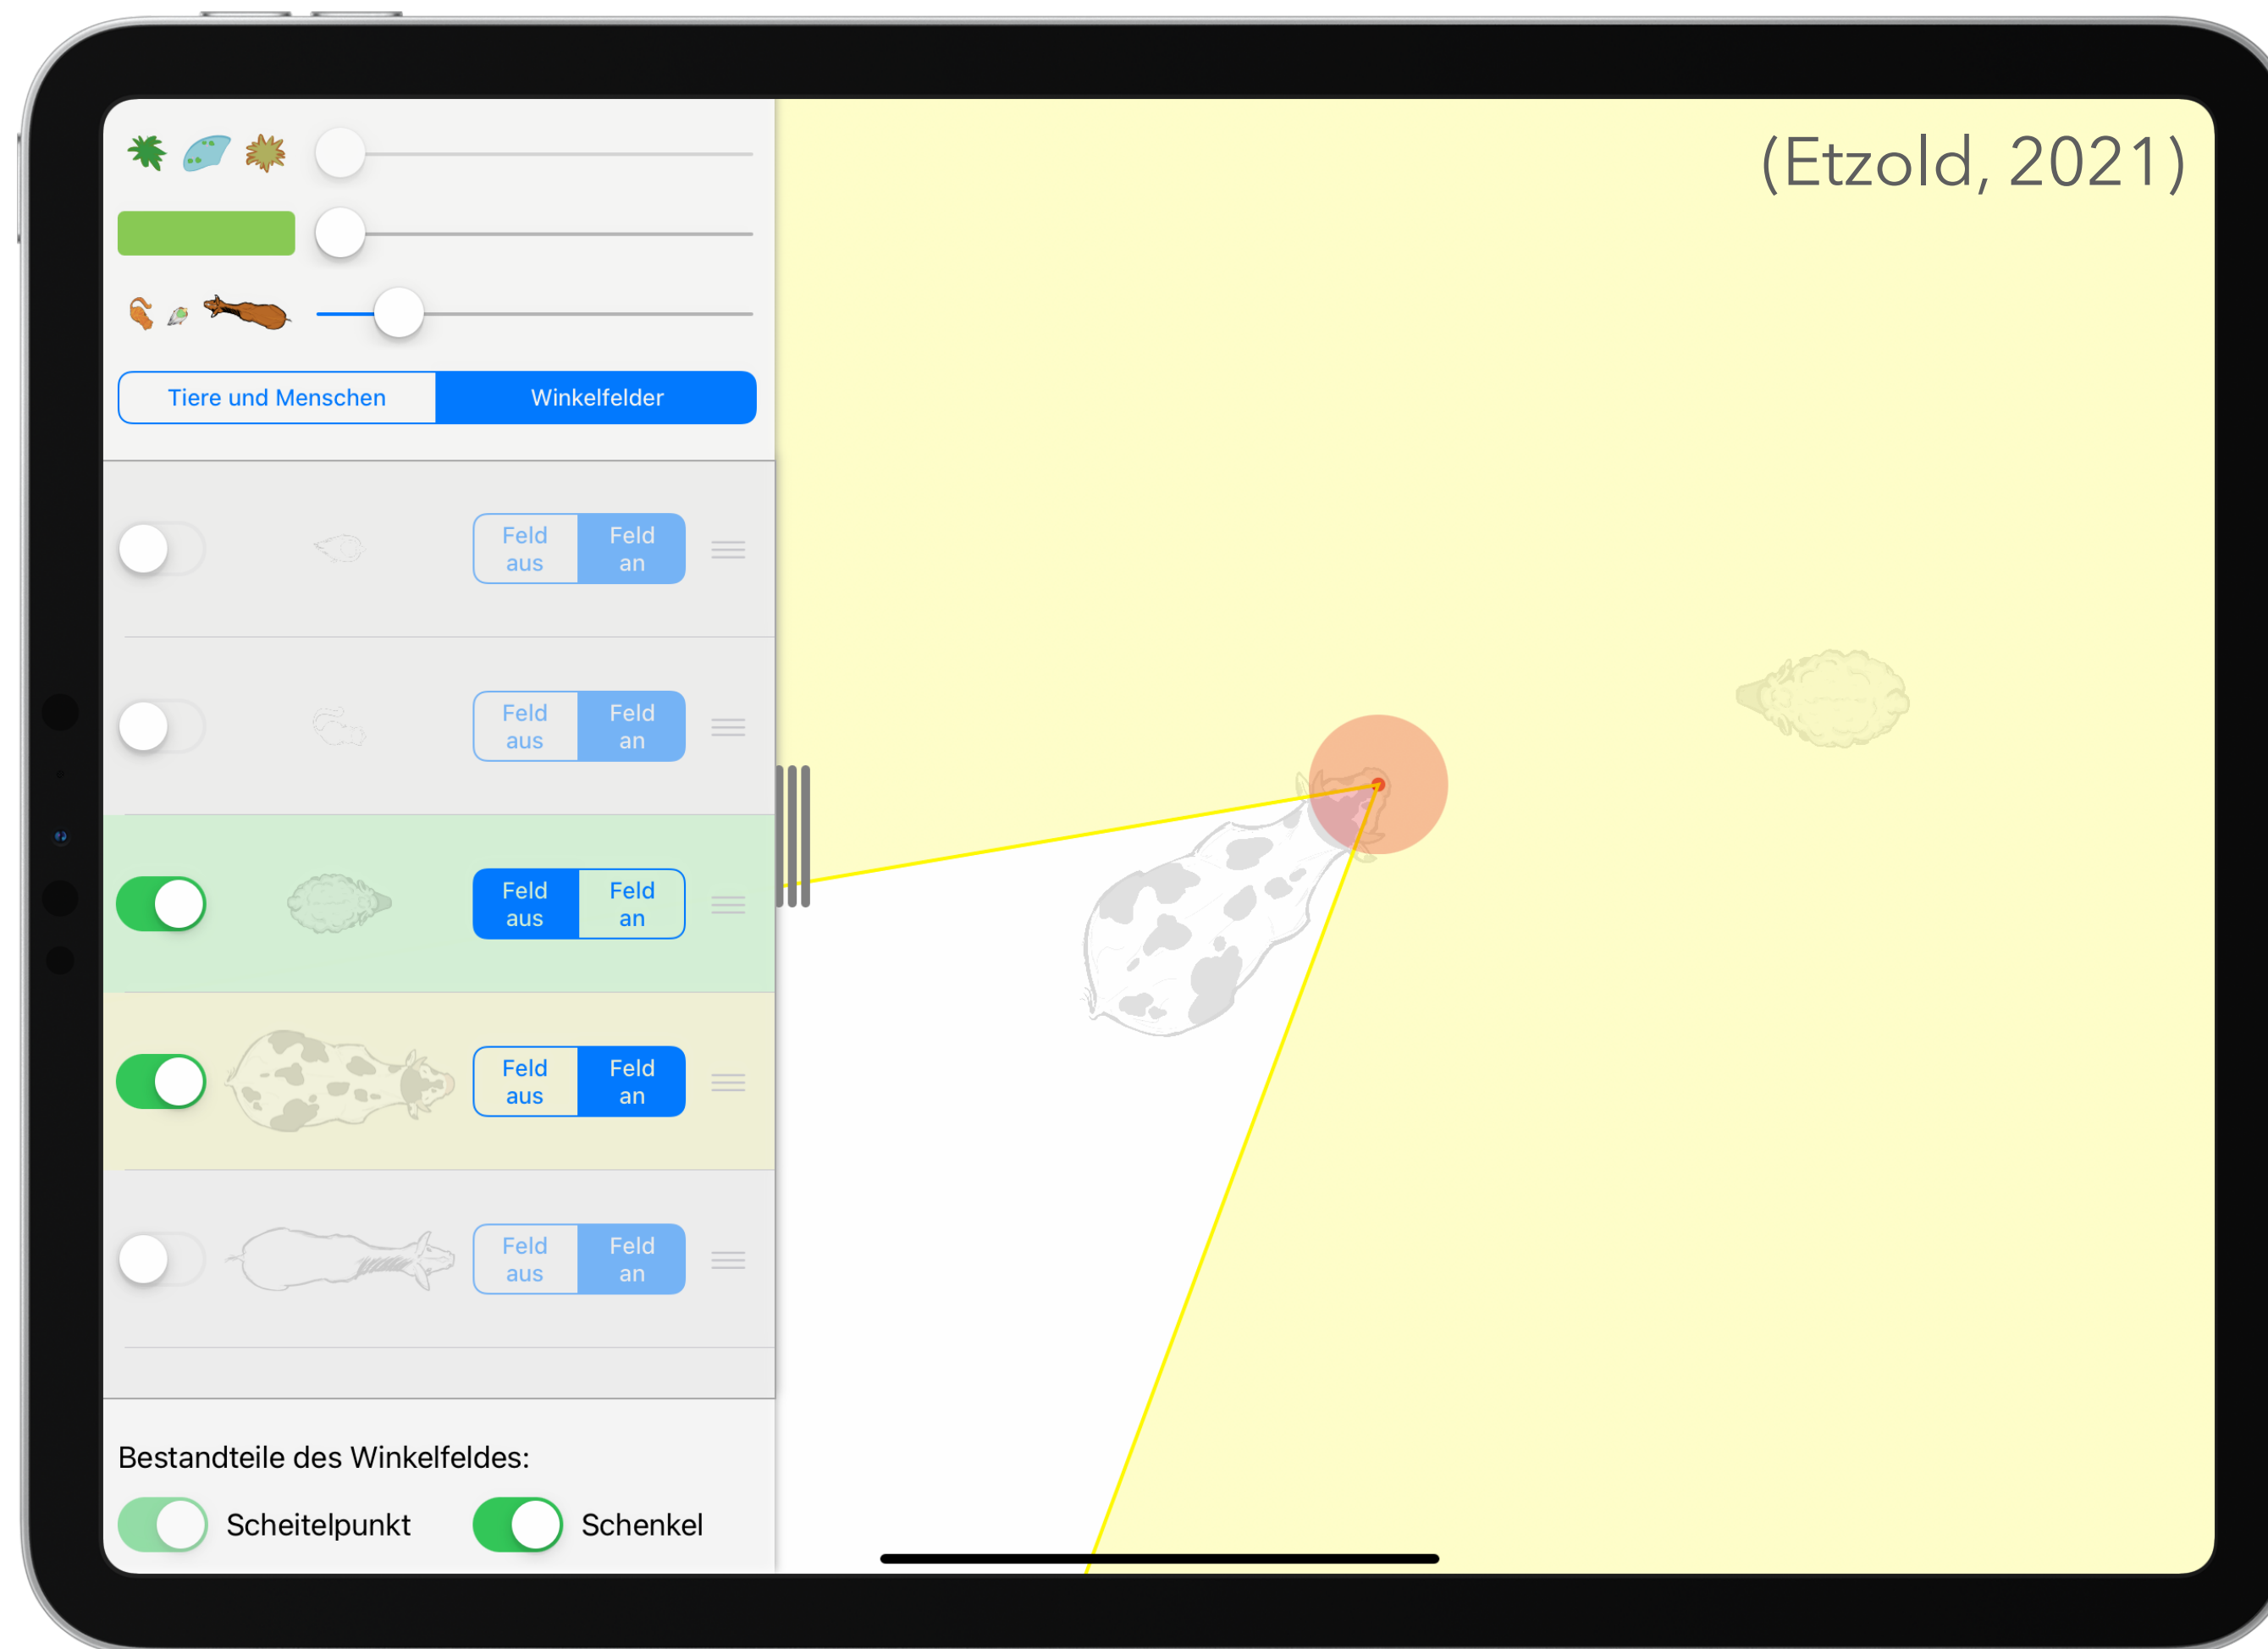 (Etzold, 2021)
Tiere und Menschen
Winkelfelder
Feld
aus
Feld
an
Feld
aus
Feld
an
Feld
aus
Feld
an
Feld
aus
Feld
an
Feld
aus
Feld
an
Bestandteile des Winkelfeldes:
Scheitelpunkt
Schenkel